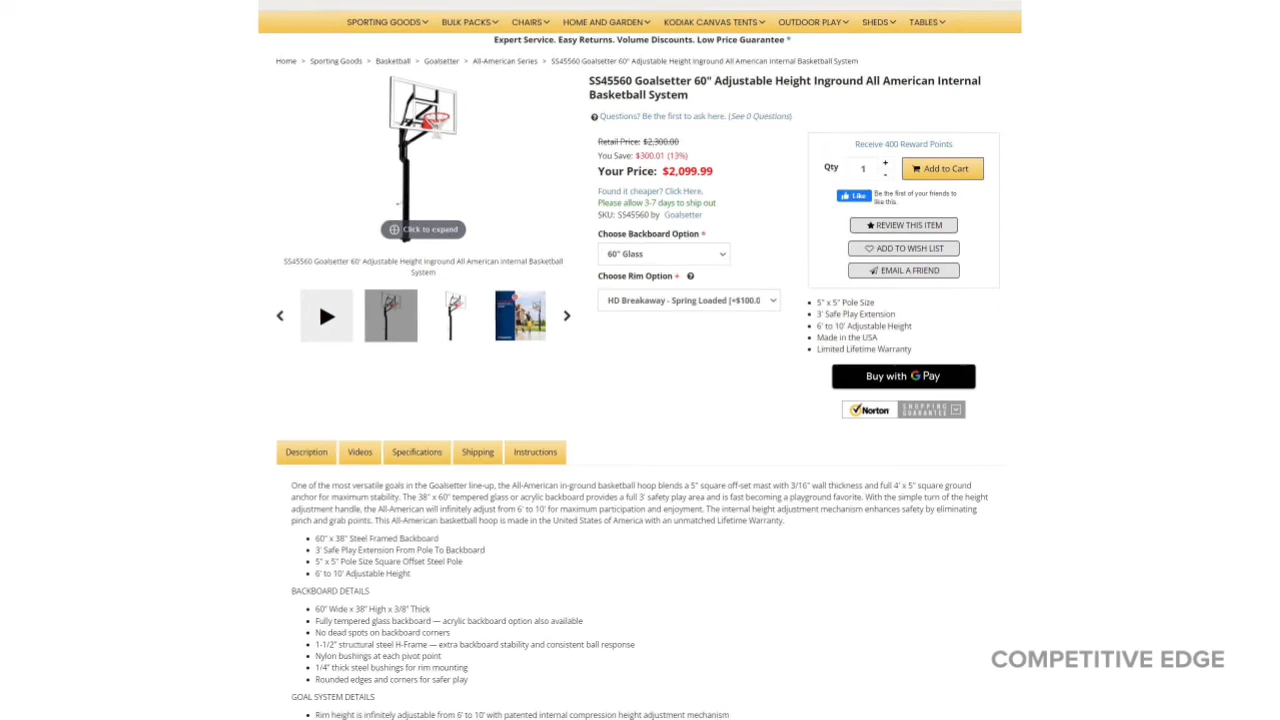 SPORTING GOODS BULK PACKS CHAIRS HOME AND GARDEN KODIAK CANVAS TENTS OUTDOOR PLAY SHEDS TABLES
Expert Service. Easy Returns. Volume Discounts. Low Price Guarantee *
Home > Sporting Goods > Basketball > Goalsetter > All-American Series > SS45560 Goalsetter 60" Adjustable Height Inground All American Internal Basketball System
SS45560 Goalsetter 60" Adjustable Height Inground All American Internal
Basketball System
Questions? Be the first to ask here. (See 0 Questions)
Retail Price: $2,300.00
You Save: $300.01 (13%)
Your Price: $2,099.99
Found it cheaper? Click Here.
Please allow 3-7 days to ship out
SKU: SS45560 by Goalsetter
Choose Backboard Option *
60" Glass
Choose Rim Option +
HD Breakaway - Spring Loaded [+$100.0
Click to expand
SS45560 Goalsetter 60' Adjustable Height Inground All American Internal Basketball
System
Receive 400 Reward Points
Qty 1 + - Add to Cart
Like Be the first of your friends to
like this.
REVIEW THIS ITEM
ADD TO WISH LIST
EMAIL A FRIEND
5" x 5" Pole Size
3' Safe Play Extension
6' to 10' Adjustable Height
Made in the USA
Limited Lifetime Warranty
Buy with G Pay
Norton SHOPPING GUARANTEE
Description Videos Specifications Shipping Instructions
One of the most versatile goals in the Goalsetter line-up, the All-American in-ground basketball hoop blends a 5" square off-set mast with 3/16" wall thickness and full 4' x 5" square ground
anchor for maximum stability. The 38" x 60" tempered glass or acrylic backboard provides a full 3' safety play area and is fast becoming a playground favorite. With the simple turn of the height
adjustment handle, the All-American will infinitely adjust from 6' to 10' for maximum participation and enjoyment. The internal height adjustment mechanism enhances safety by eliminating
pinch and grab points. This All-American basketball hoop is made in the United States of America with an unmatched Lifetime Warranty.
60" x 38" Steel Framed Backboard
3' Safe Play Extension From Pole To Backboard
5" x 5" Pole Size Square Offset Steel Pole
6' to 10' Adjustable Height
BACKBOARD DETAILS
60" Wide x 38" High x 3/8" Thick
Fully tempered glass backboard — acrylic backboard option also available
No dead spots on backboard corners
1-1/2" structural steel H-Frame — extra backboard stability and consistent ball response
Nylon bushings at each pivot point
1/4" thick steel bushings for rim mounting
Rounded edges and corners for safer play
GOAL SYSTEM DETAILS
Rim height is infinitely adjustable from 6' to 10' with patented internal compression height adjustment mechanism
COMPETITIVE EDGE